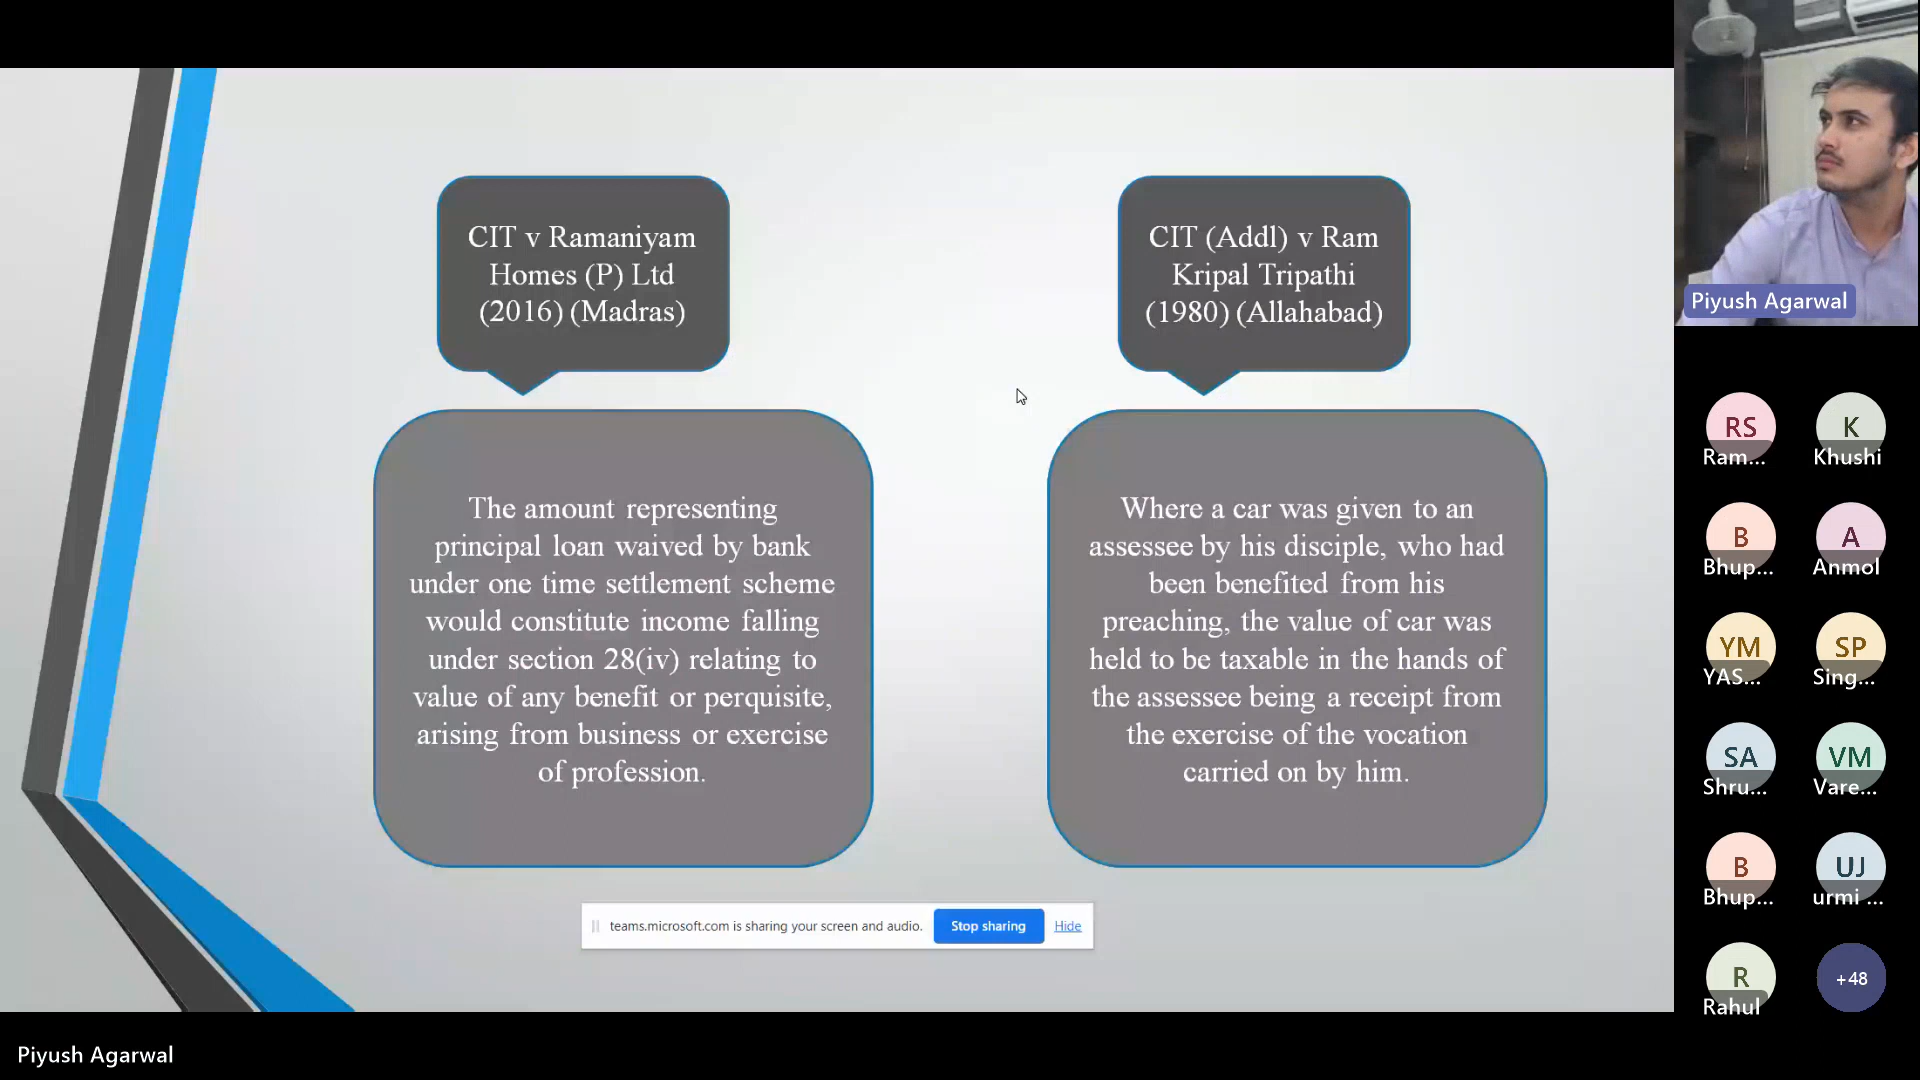 CIT v Ramaniyam
Homes (P) Ltd
(2016) (Madras)
The amount representing
principal loan waived by bank
under one time settlement scheme
would constitute income falling
under section 28(iv) relating to
value of any benefit or perquisite,
arising from business or exercise
of profession.
CIT (Addl) v Ram
Kripal Tripathi
(1980) (Allahabad)
Where a car was given to an
assessee by his disciple, who had
been benefited from his
preaching, the value of car was
held to be taxable in the hands of
the assessee being a receipt from
the exercise of the vocation
carried on by him.
teams.microsoft.com is sharing your screen and audio.
Stop sharing
Hide
Piyush Agarwal
RS
Ram...
K
Khushi
B
Bhup...
A
Anmol
YM
YAS...
SP
Sing...
SA
Shru...
VM
Vare...
B
Bhup...
UJ
urmi ...
R
Rahul
+48
Piyush Agarwal